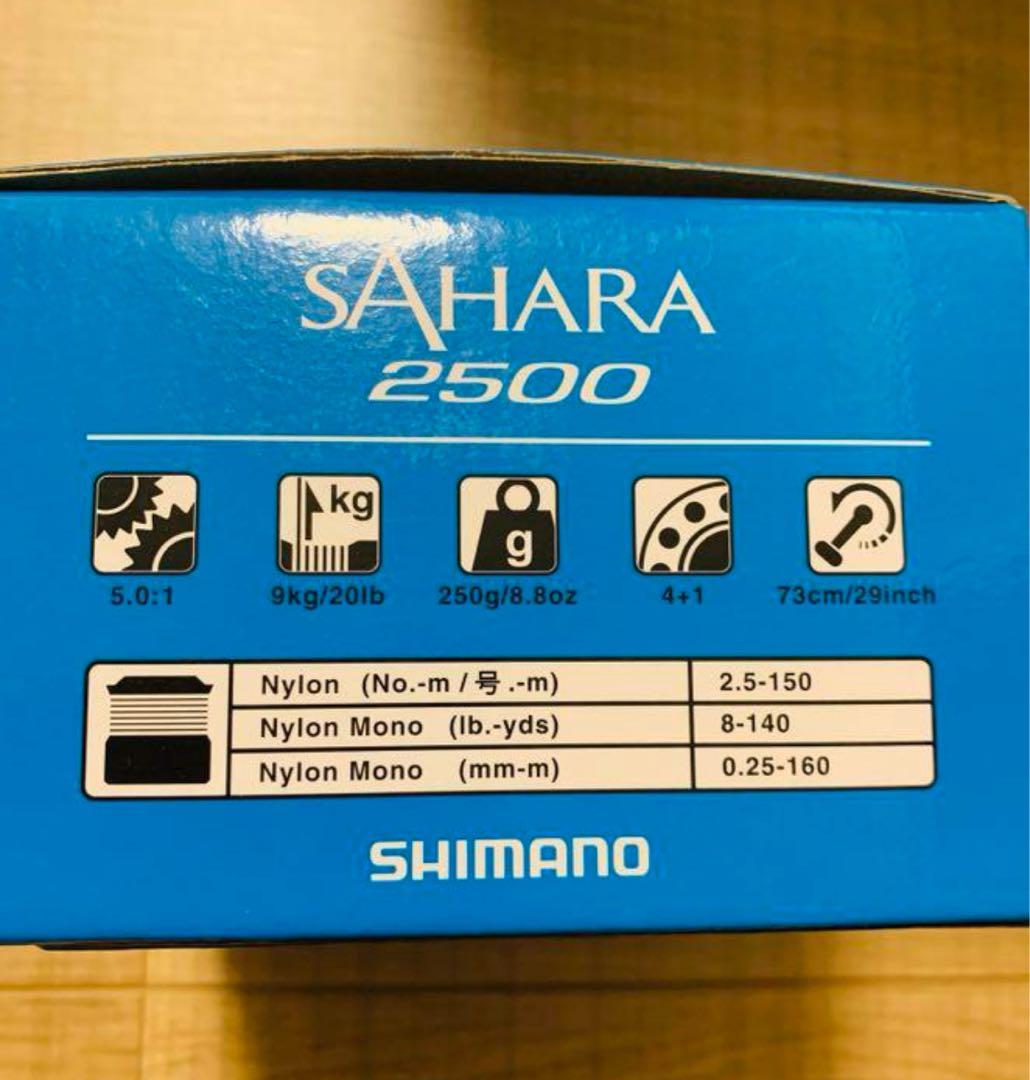 SAHARA
2500
kg
g
5.0:1 9kg/20lb 250g/8.8oz 4+1 73cm/29inch
Nylon (No.-m / 号.-m) 2.5-150
Nylon Mono (lb.-yds) 8-140
Nylon Mono (mm-m) 0.25-160
SHIMANO